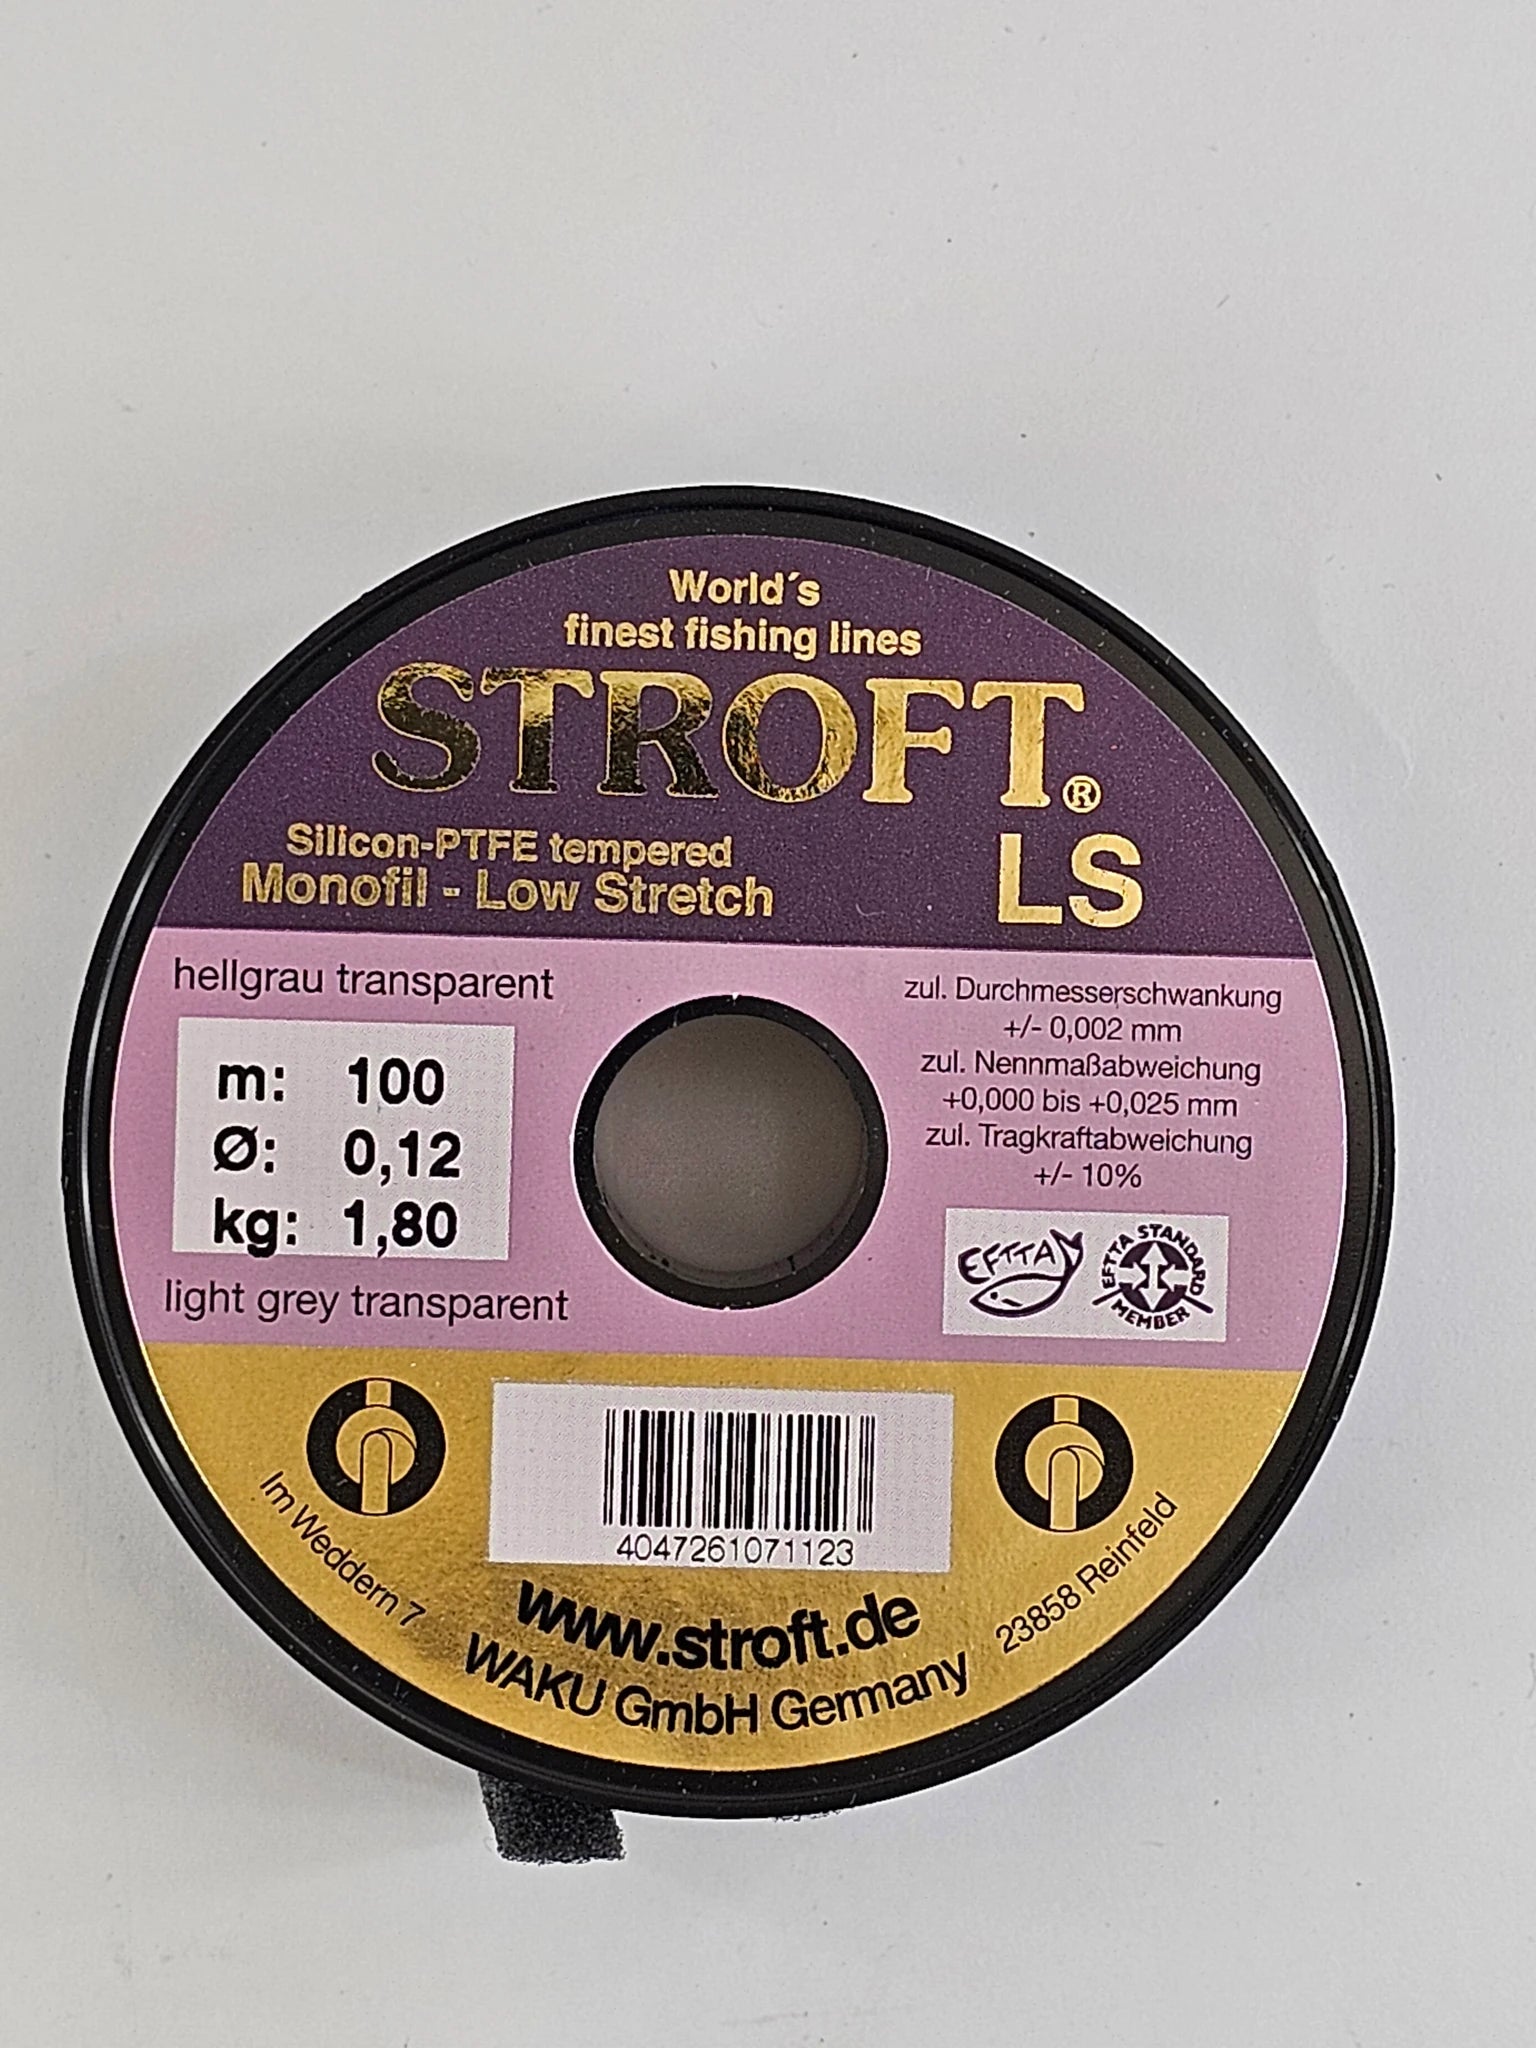 World´s
finest fishing lines
STROFT®
LS
Silicon-PTFE tempered
Monofil - Low Stretch
hellgrau transparent
m: 100
Ø: 0,12
kg: 1,80
light grey transparent
zul. Durchmesserschwankung
+/- 0,002 mm
zul. Nennmaßabweichung
+0,000 bis +0,025 mm
zul. Tragkraftabweichung
+/- 10%
EFTTA
EFTTA STANDARD
MEMBER
4047261071123
www.stroft.de
Im Weddern 7
WAKU GmbH Germany
23858 Reinfeld